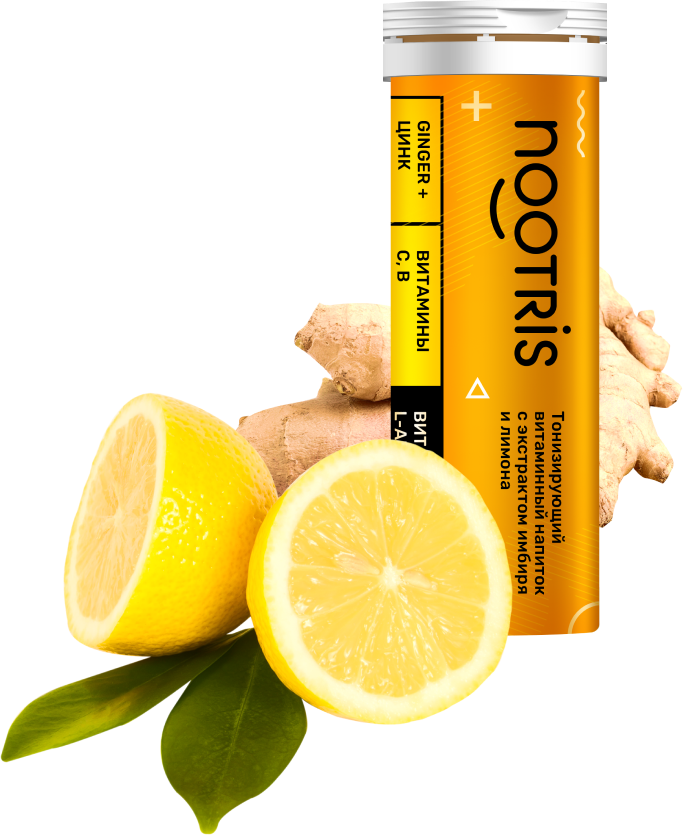 nooTRis
Тонизирующий
витаминный напиток
с экстрактом имбиря
и лимона
GINGER +
ЦИНК
ВИТАМИНЫ
C, B